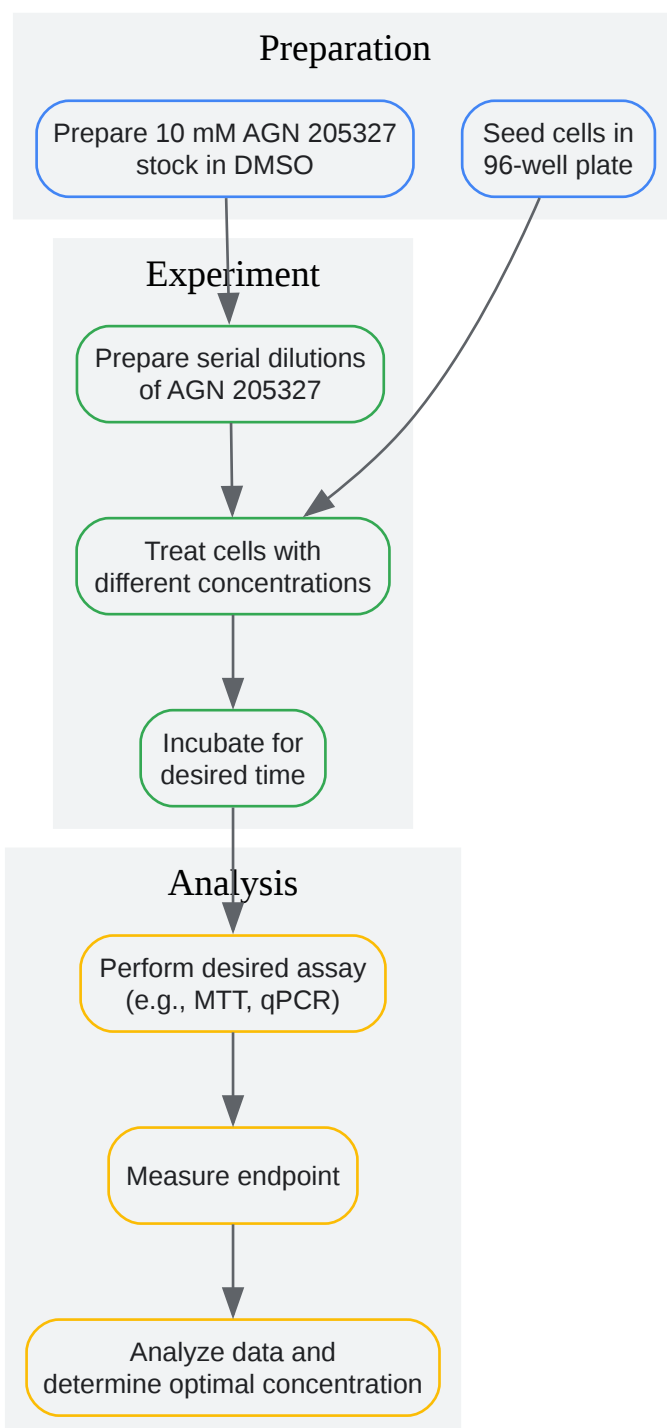 Preparation
Prepare 10 mM AGN 205327
stock in DMSO
Seed cells in
96-well plate
Experiment
Prepare serial dilutions
of AGN 205327
Treat cells with
different concentrations
Incubate for
desired time
Analysis
Perform desired assay
(e.g., MTT, qPCR)
Measure endpoint
Analyze data and
determine optimal concentration